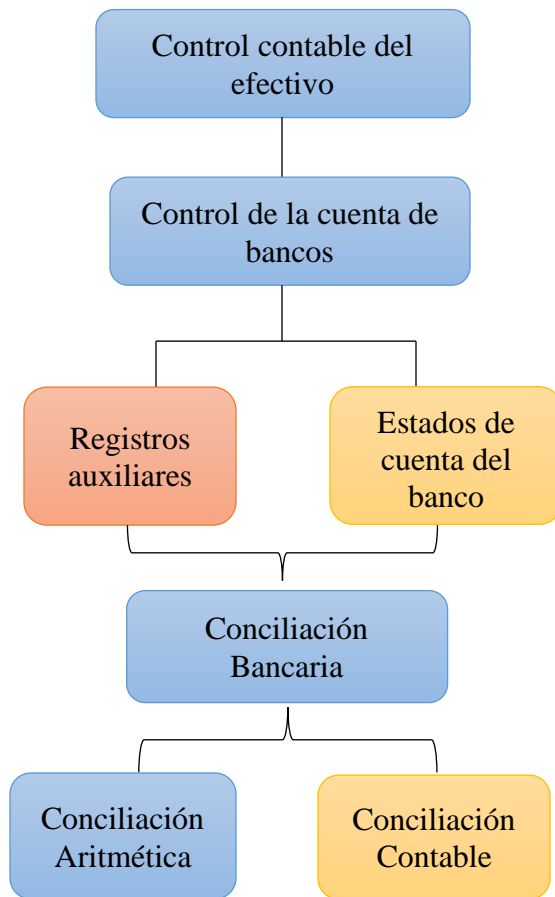 Control contable del
efectivo
Control de la cuenta de
bancos
Registros
auxiliares
Estados de
cuenta del
banco
Conciliación
Bancaria
Conciliación
Aritmética
Conciliación
Contable